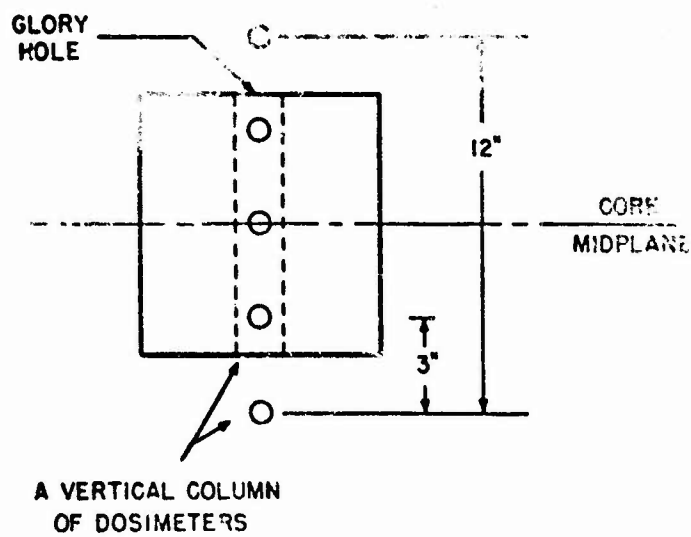 GLORY
HOLE
12"
CORE
MIDPLANE
3"
A VERTICAL COLUMN
OF DOSIMETERS